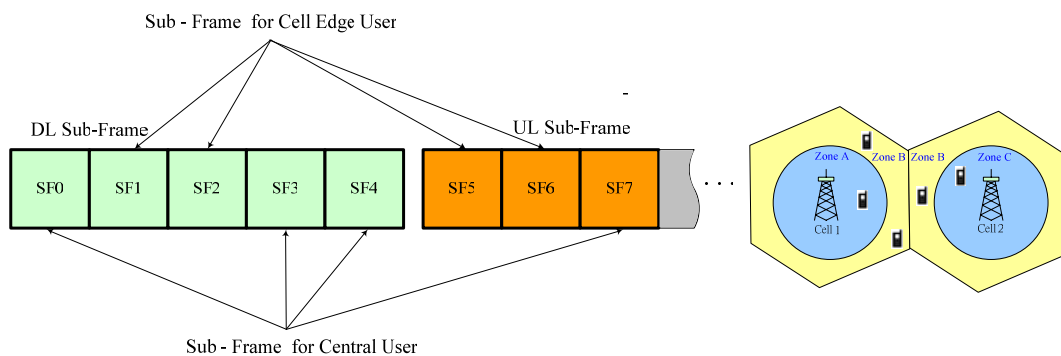 Sub - Frame for Cell Edge User
DL Sub-Frame
UL Sub-Frame
-
SF0 SF1 SF2 SF3 SF4 SF5 SF6 SF7
. . .
Zone A Zone B Zone B Zone C
Cell 1 Cell 2
Sub - Frame for Central User